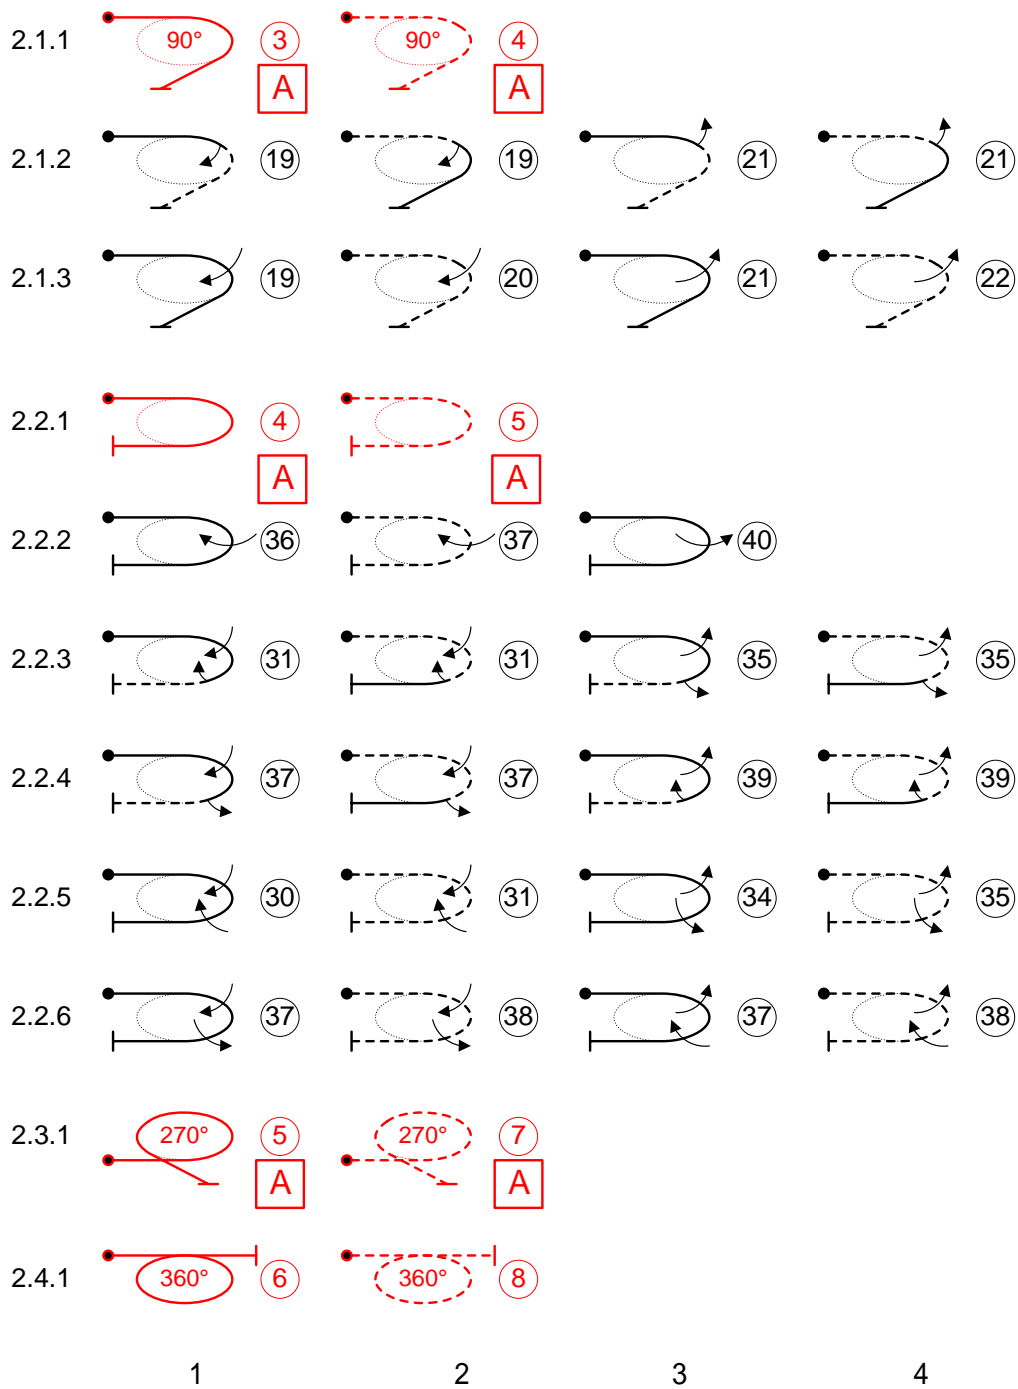 2.1.1 90° 3 90° 4
A A
2.1.2 19 19 21 21
2.1.3 19 20 21 22
2.2.1 4 5
A A
2.2.2 36 37 40
2.2.3 31 31 35 35
2.2.4 37 37 39 39
2.2.5 30 31 34 35
2.2.6 37 38 37 38
2.3.1 270° 5 270° 7
A A
2.4.1 360° 6 360° 8
1 2 3 4